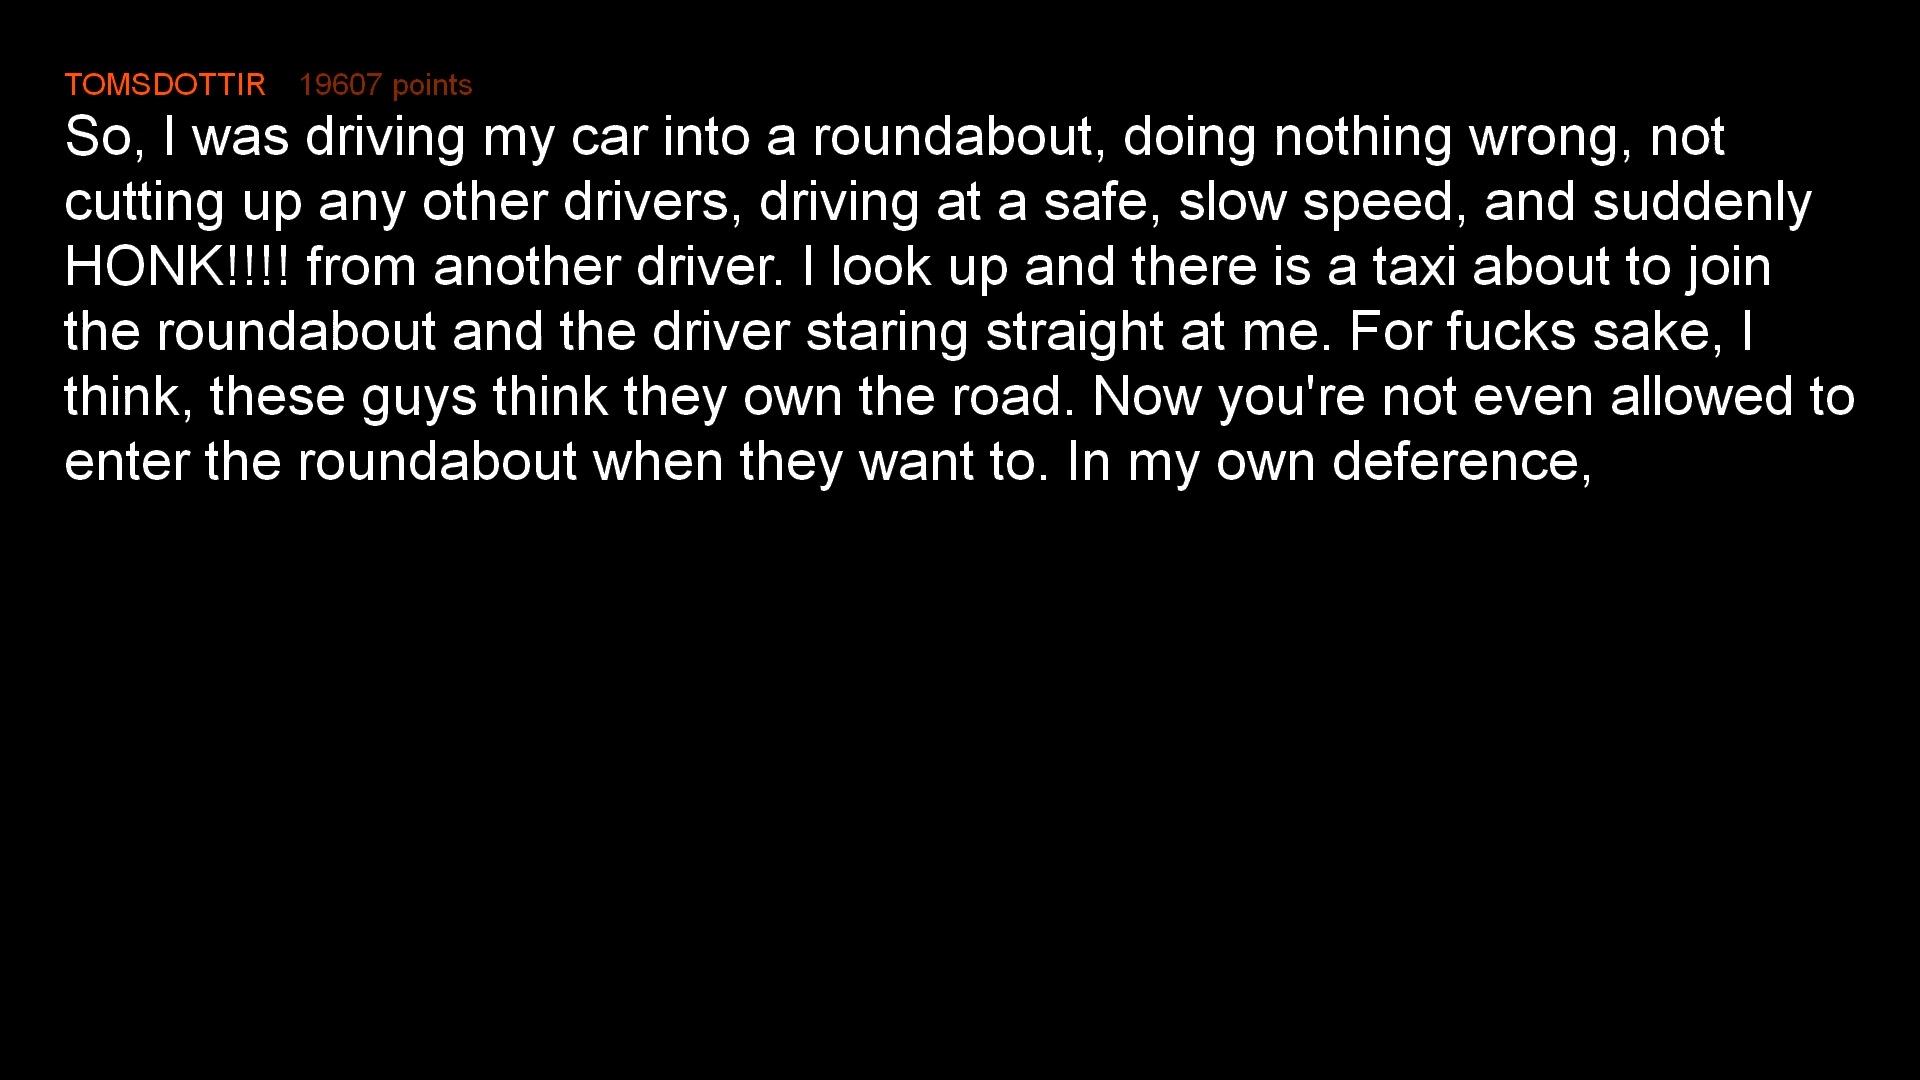 TOMSDOTTIR 19607 points
So, I was driving my car into a roundabout, doing nothing wrong, not
cutting up any other drivers, driving at a safe, slow speed, and suddenly
HONK!!!! from another driver. I look up and there is a taxi about to join
the roundabout and the driver staring straight at me. For fucks sake, I
think, these guys think they own the road. Now you're not even allowed to
enter the roundabout when they want to. In my own deference,